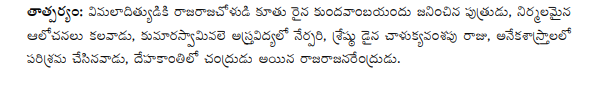 తాత్పర్యం: విమలాదిత్యుడికి రాజరాజచోళుడి కూతు రైన కుందవాంబయందు జనించిన పుత్రుడు, నిర్మలమైన
ఆలోచనలు కలవాడు, కుమారస్వామివలె అస్త్రవిద్యలో నేర్పరి, శ్రేష్ఠు డైన చాళుక్యవంశపు రాజు, అనేకశాస్త్రాలలో
పరిశ్రమ చేసినవాడు, దేహకాంతిలో చంద్రుడు అయిన రాజరాజనరేంద్రుడు.